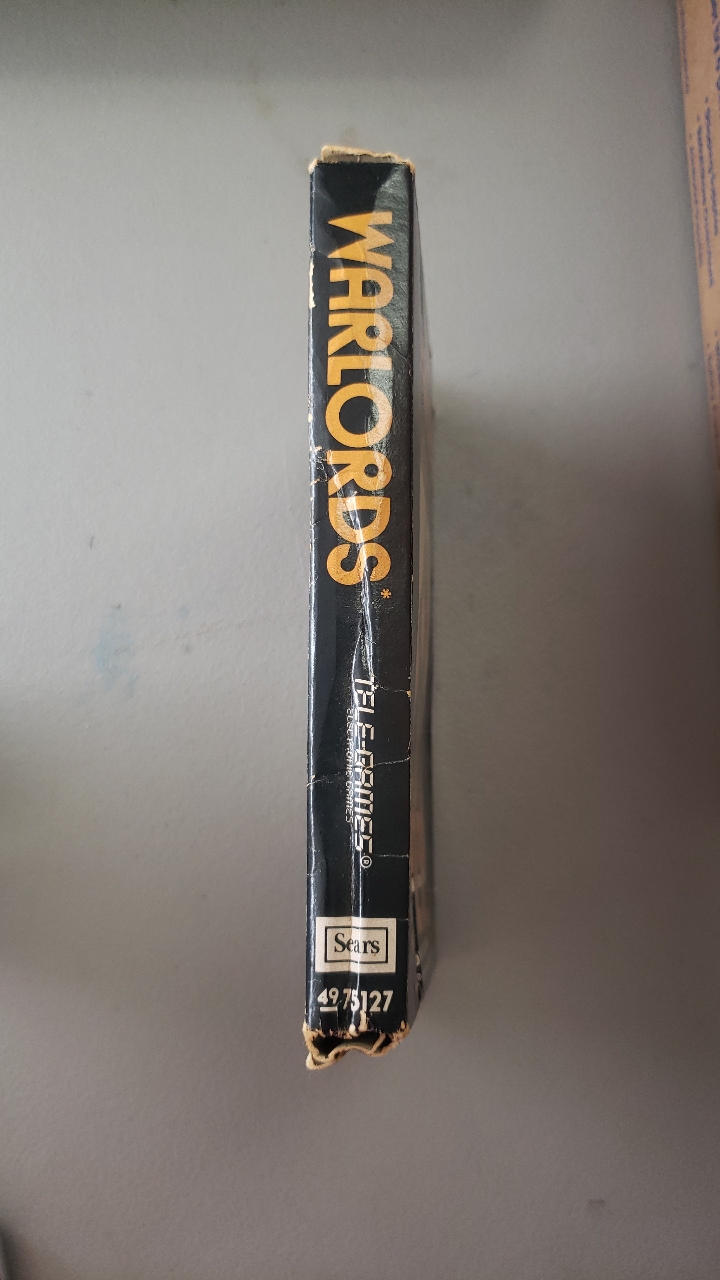 WARLORDS*
TELE-GAMES®
ELECTRONIC GAMES
Sears
49 75127